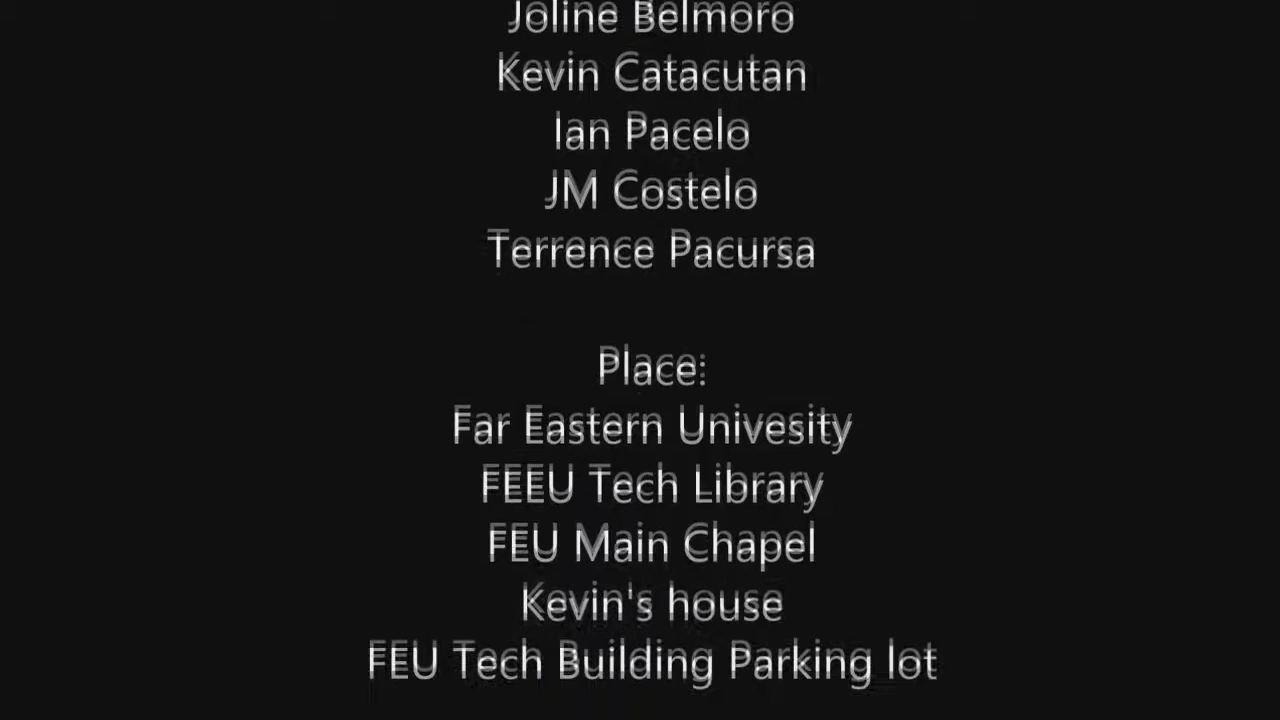 Joline Belmoro
Kevin Catacutan
Ian Pacelo
JM Costelo
Terrence Pacursa
Place:
Far Eastern Univesity
FEEU Tech Library
FEU Main Chapel
Kevin's house
FEU Tech Building Parking lot